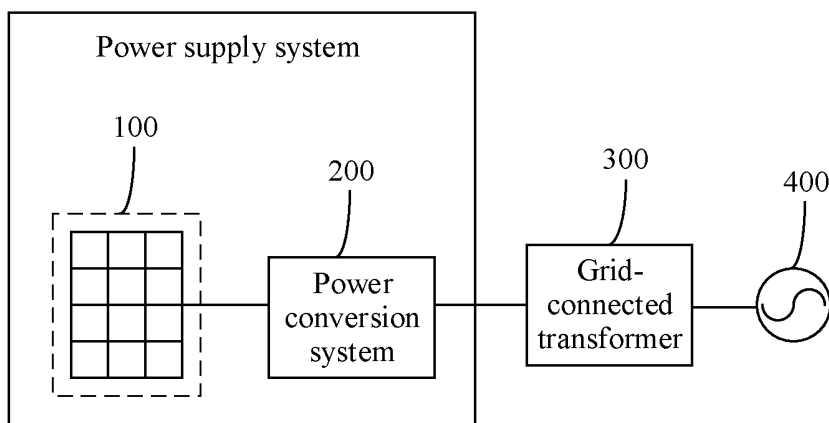 Power supply system
100
200
300
400
Power
conversion
system
Grid-
connected
transformer